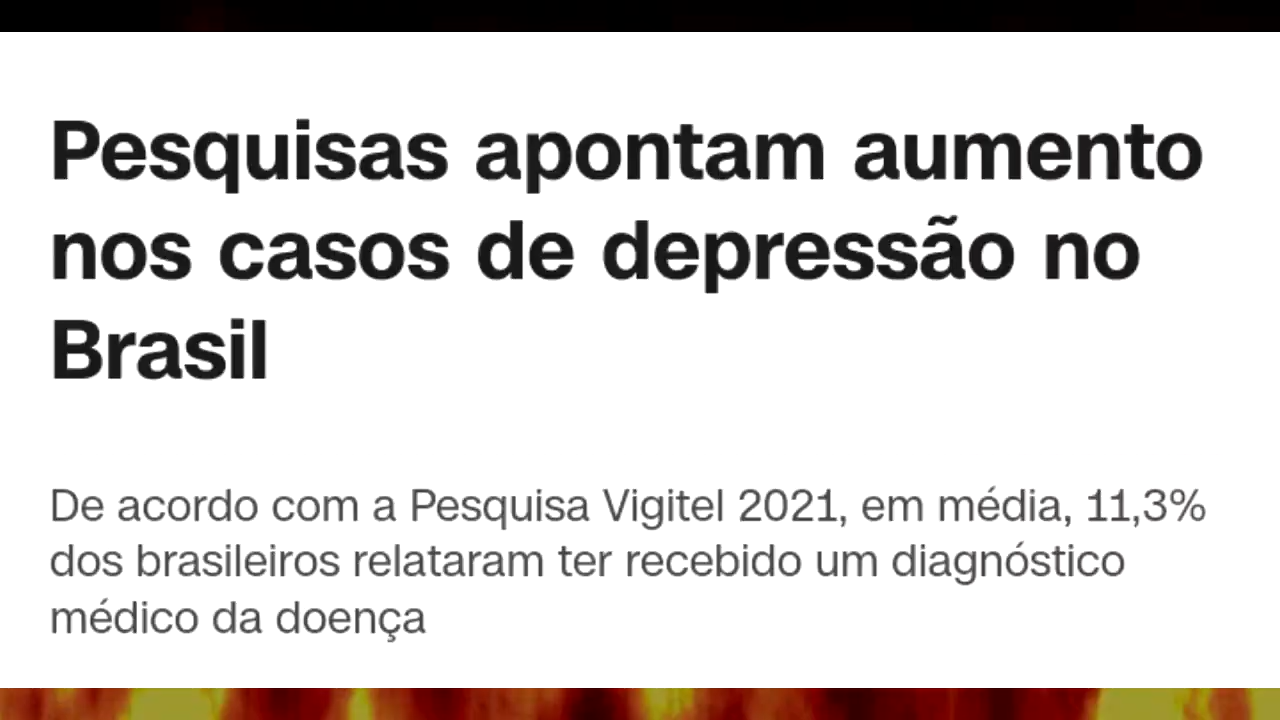 Pesquisas apontam aumento
nos casos de depressão no
Brasil
De acordo com a Pesquisa Vigitel 2021, em média, 11,3%
dos brasileiros relataram ter recebido um diagnóstico
médico da doença